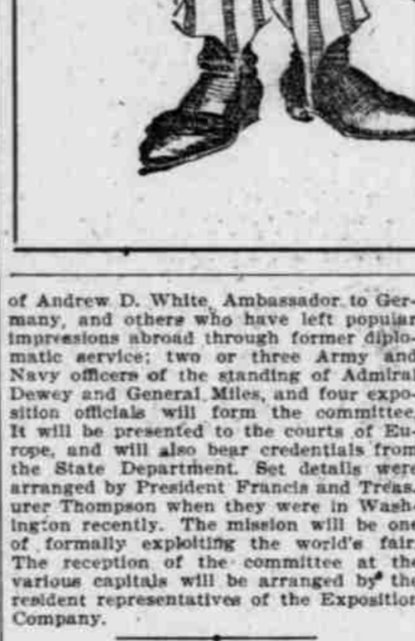 of Andrew D. White, Ambassador to Ger-
many, and others who have left popular
impressions abroad through former diplo-
matic service; two or three Army and
Navy officers of the standing of Admiral
Dewey and General Miles, and four expo-
sition officials will form the committee.
It will be presented to the courts of Eu-
rope, and will also bear credentials from
the State Department. Set details were
arranged by President Francis and Treas-
urer Thompson when they were in Wash-
ington recently. The mission will be one
of formally exploiting the world's fair.
The reception of the committee at the
various capitals will be arranged by the
resident representatives of the Exposition
Company.